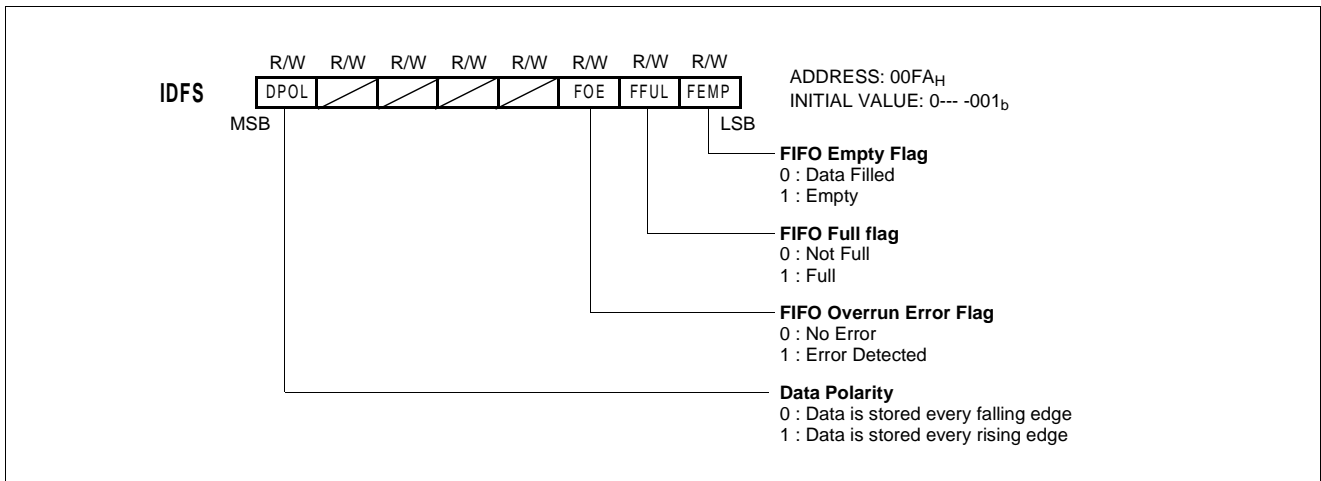 R/W R/W R/W R/W R/W R/W R/W R/W
IDFS DPOL FOE FFUL FEMP
MSB LSB
ADDRESS: 00FAH
INITIAL VALUE: 0--- -001b
FIFO Empty Flag
0 : Data Filled
1 : Empty
FIFO Full flag
0 : Not Full
1 : Full
FIFO Overrun Error Flag
0 : No Error
1 : Error Detected
Data Polarity
0 : Data is stored every falling edge
1 : Data is stored every rising edge